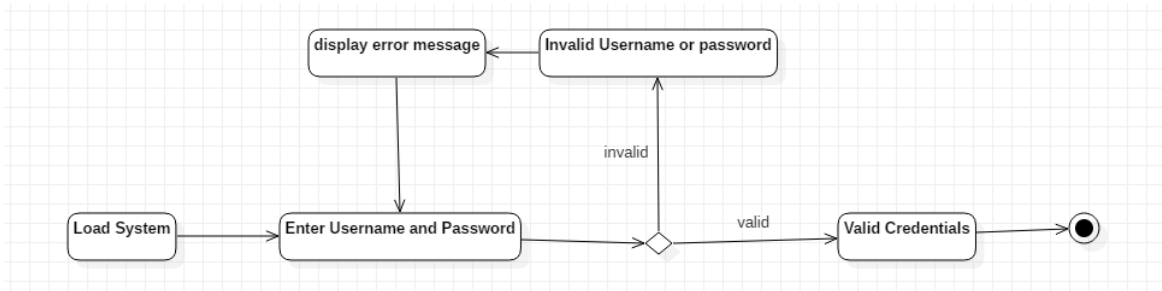 display error message
Invalid Username or password
invalid
Load System
Enter Username and Password
valid
Valid Credentials